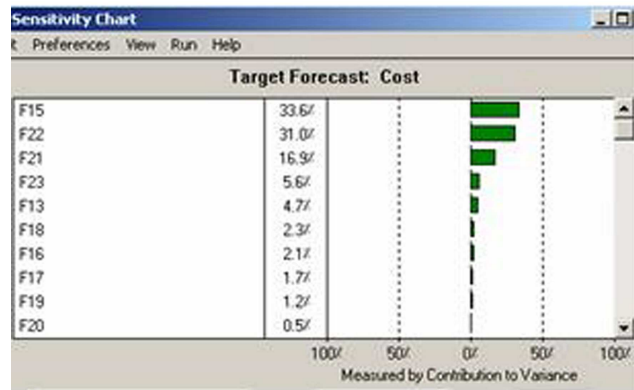 Sensitivity Chart
t Preferences View Run Help
Target Forecast: Cost
F15 33.6%
F22 31.0%
F21 16.9%
F23 5.6%
F13 4.7%
F18 2.3%
F16 2.1%
F17 1.7%
F19 1.2%
F20 0.5%
100% 50% 0% 50% 100%
Measured by Contribution to Variance